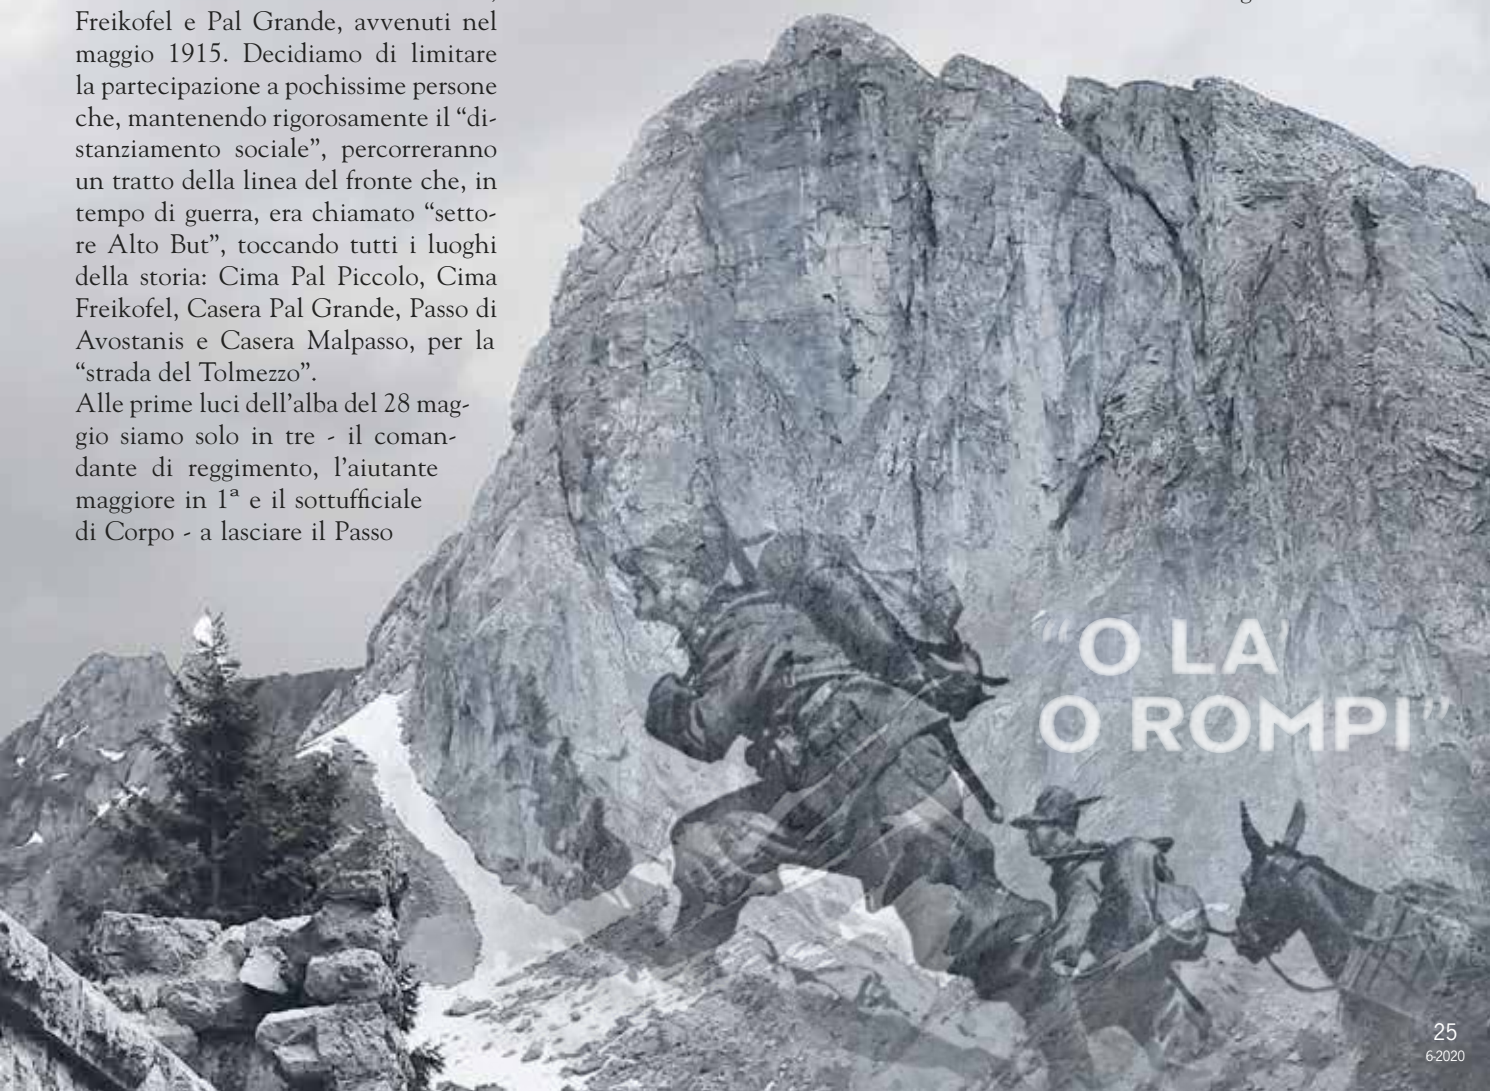 Freikofel e Pal Grande, avvenuti nel
maggio 1915. Decidiamo di limitare
la partecipazione a pochissime persone
che, mantenendo rigorosamente il “di-
stanziamento sociale”, percorreranno
un tratto della linea del fronte che, in
tempo di guerra, era chiamato “setto-
re Alto But”, toccando tutti i luoghi
della storia: Cima Pal Piccolo, Cima
Freikofel, Casera Pal Grande, Passo di
Avostanis e Casera Malpasso, per la
“strada del Tolmezzo”.
Alle prime luci dell’alba del 28 mag-
gio siamo solo in tre - il coman-
dante di reggimento, l’aiutante
maggiore in 1ª e il sottufficiale
di Corpo - a lasciare il Passo
“O LA
O ROMPI”
25
6-2020